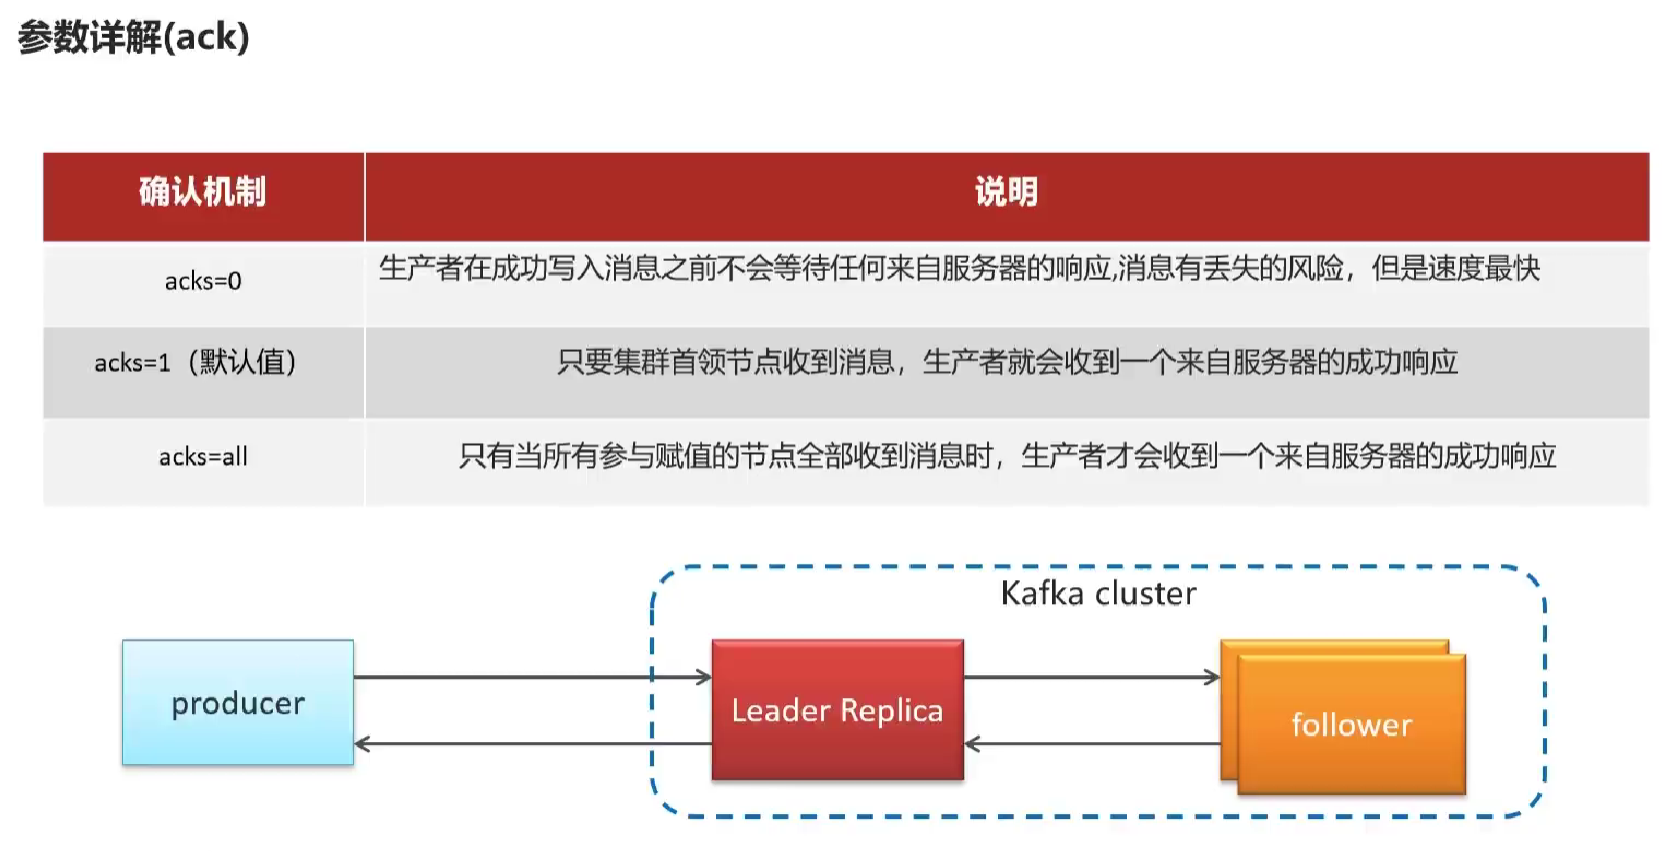 参数详解(ack)
确认机制
说明
acks=0
生产者在成功写入消息之前不会等待任何来自服务器的响应,消息有丢失的风险，但是速度最快
acks=1（默认值）
只要集群首领节点收到消息，生产者就会收到一个来自服务器的成功响应
acks=all
只有当所有参与赋值的节点全部收到消息时，生产者才会收到一个来自服务器的成功响应
Kafka cluster
producer
Leader Replica
follower